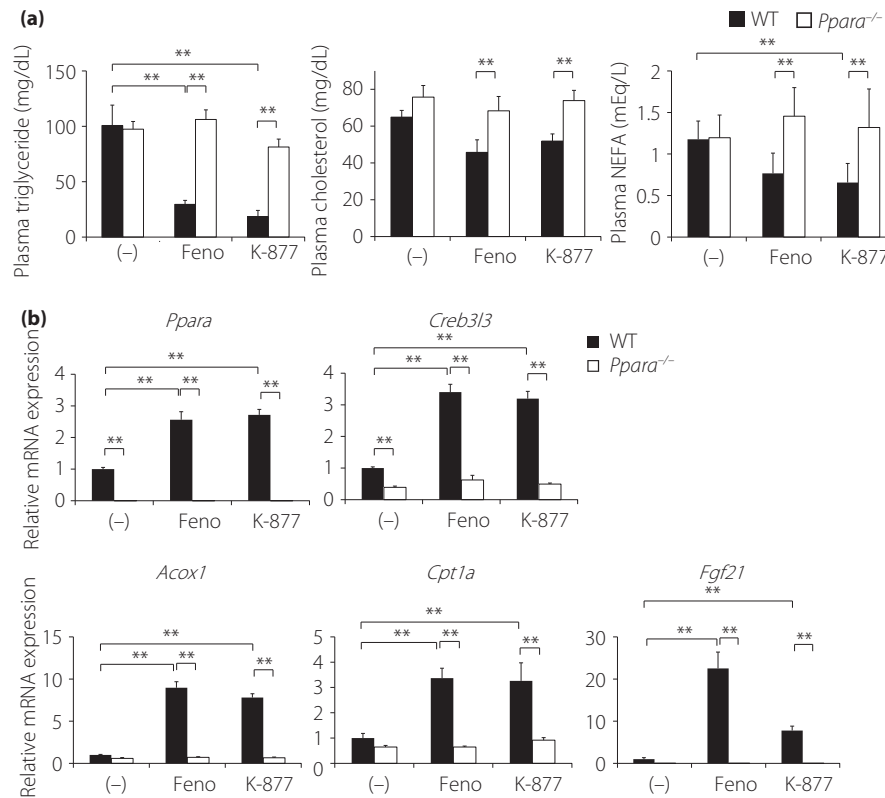 (a)
WT Ppara–/–
Plasma triglyceride (mg/dL)
150
100
50
0
** ** ** **
(–) Feno K-877
Plasma cholesterol (mg/dL)
80
60
40
20
0
** **
(–) Feno K-877
Plasma NEFA (mEq/L)
2
1.5
1
0.5
0
** ** **
(–) Feno K-877
(b)
WT
Ppara–/–
Ppara
Relative mRNA expression
4
3
2
1
0
** ** ** ** **
(–) Feno K-877
Creb3l3
4
3
2
1
0
** ** ** ** **
(–) Feno K-877
Acox1
Relative mRNA expression
15
10
5
0
** ** ** **
(–) Feno K-877
Cpt1a
5
4
3
2
1
0
** ** ** **
(–) Feno K-877
Fgf21
30
20
10
0
** ** ** **
(–) Feno K-877